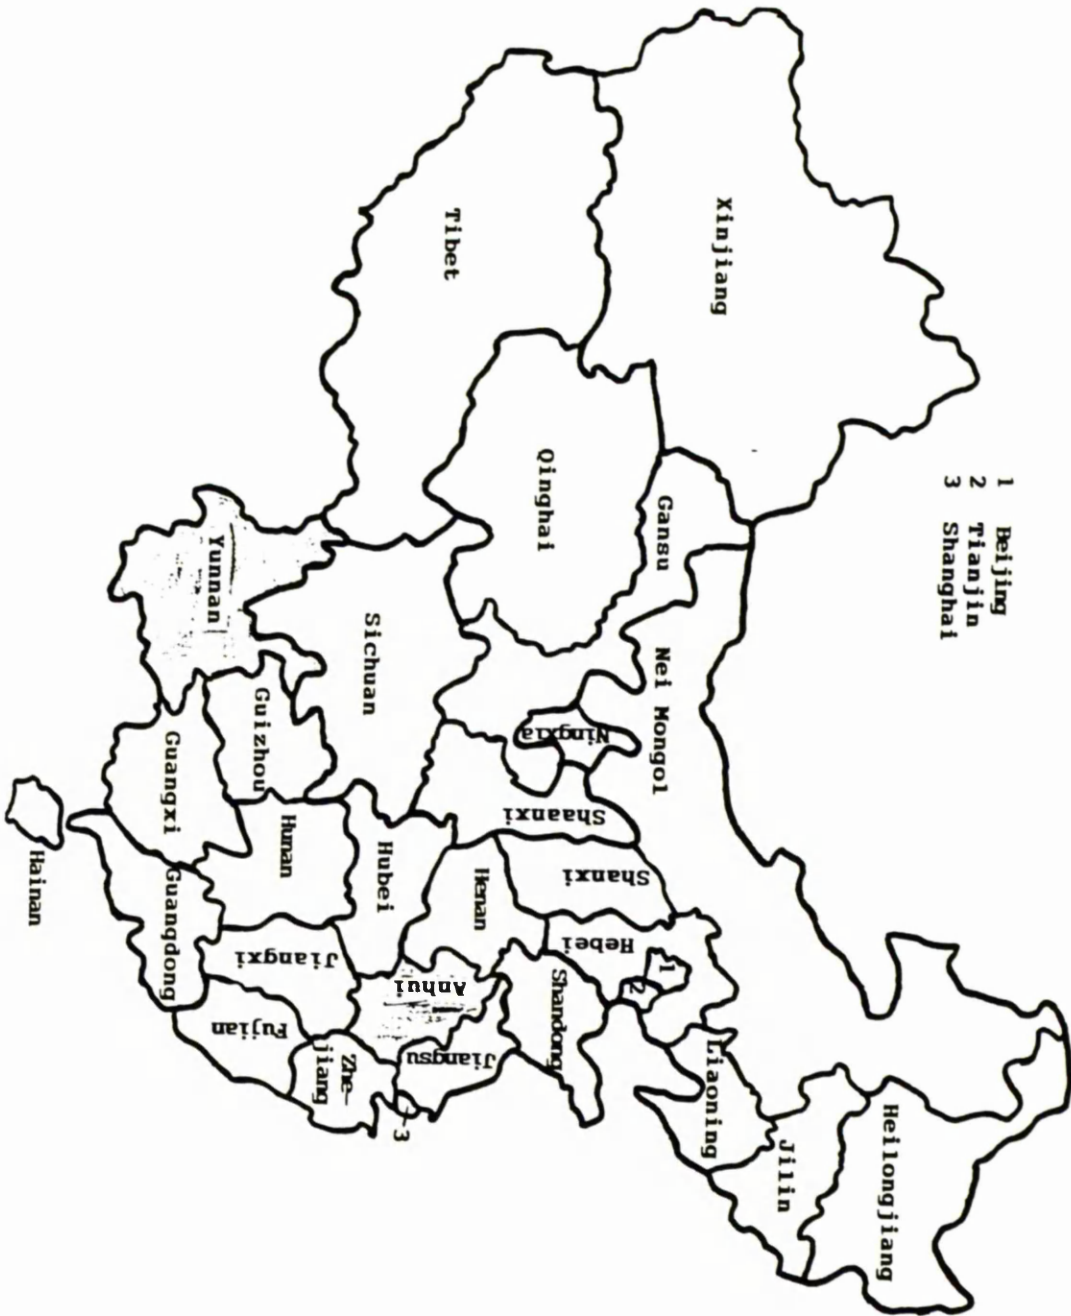 1 Beijing
2 Tianjin
3 Shanghai
Xinjiang
Tibet
Qinghai
Gansu
Nei Mongol
Ningxia
Heilongjiang
Jilin
Liaoning
Hebei
1
2
Shanxi
Shaanxi
Shandong
Henan
Jiangsu
Anhui
3
Sichuan
Hubei
Zhe-
jiang
Yunnan
Guizhou
Hunan
Jiangxi
Fujian
Guangxi
Guangdong
Hainan